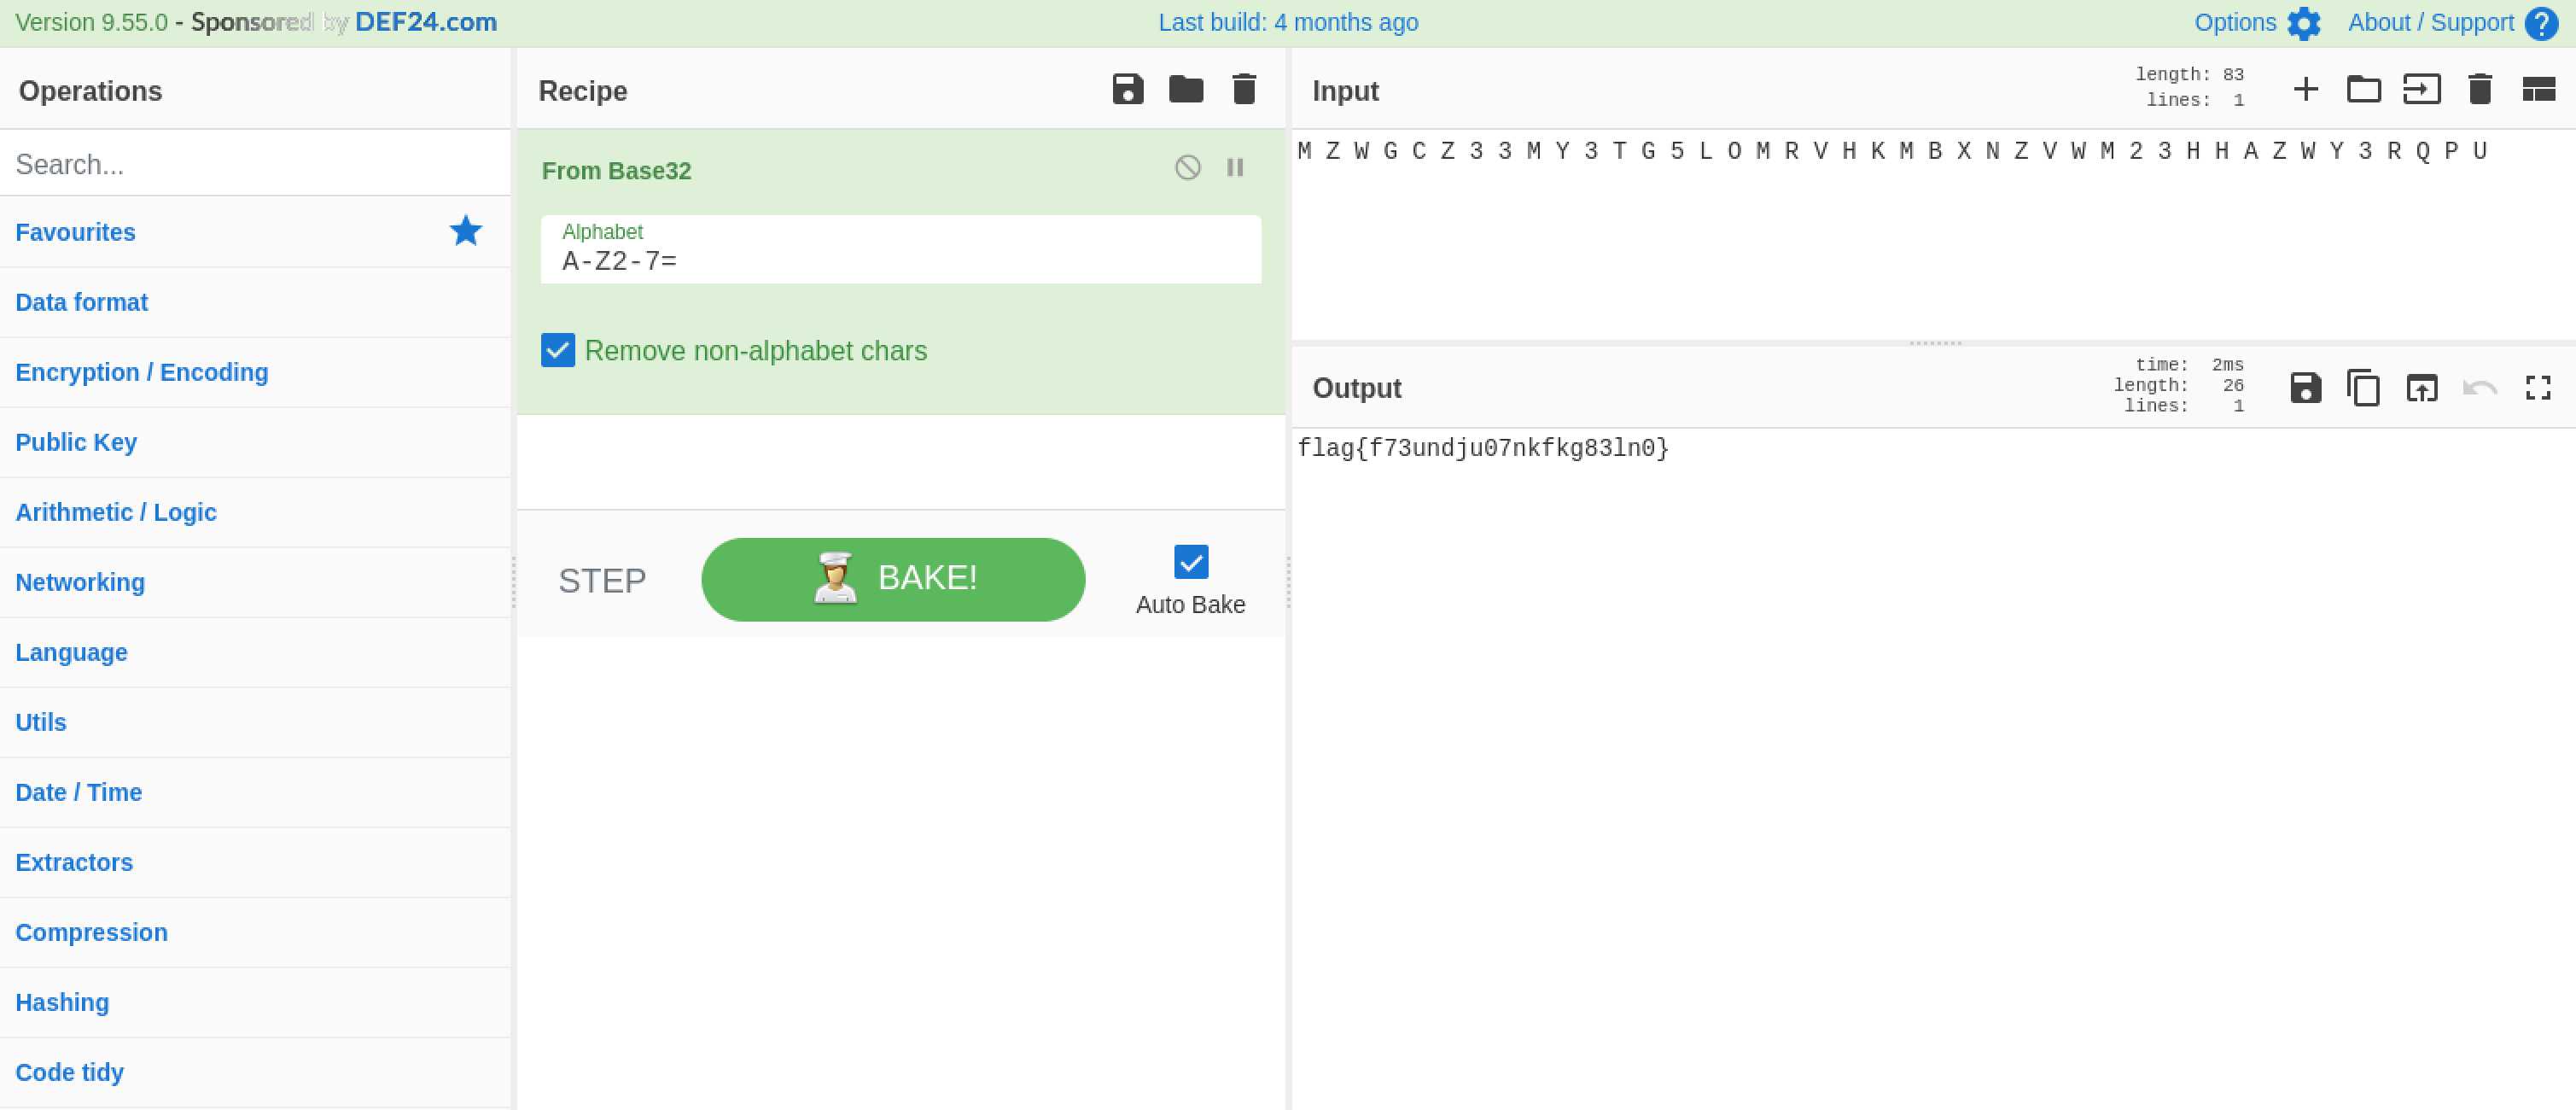 Version 9.55.0 - Sponsored by DEF24.com
Last build: 4 months ago
Options
About / Support
Operations
Search...
Favourites
Data format
Encryption / Encoding
Public Key
Arithmetic / Logic
Networking
Language
Utils
Date / Time
Extractors
Compression
Hashing
Code tidy
Recipe
From Base32
Alphabet
A-Z2-7=
Remove non-alphabet chars
STEP
BAKE!
Auto Bake
Input
length: 83
lines: 1
M Z W G C Z 3 3 M Y 3 T G 5 L O M R V H K M B X N Z V W M 2 3 H H A Z W Y 3 R Q P U
Output
time: 2ms
length: 26
lines: 1
flag{f73undju07nkfkg83ln0}